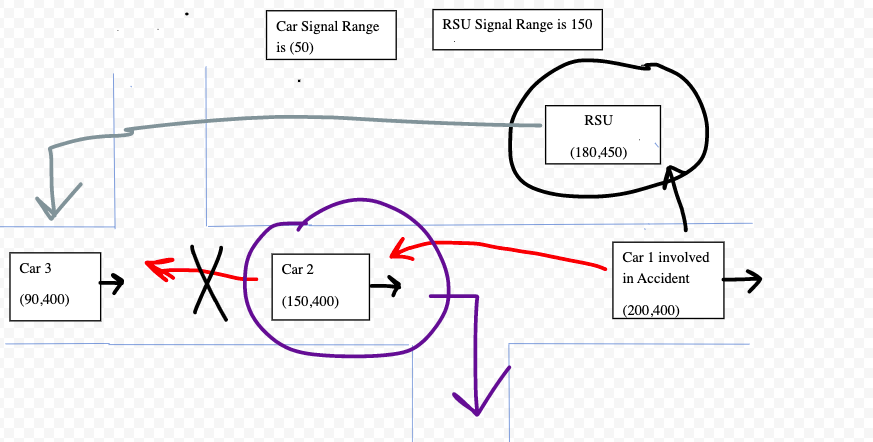 Car Signal Range
is (50)
RSU Signal Range is 150
RSU
(180,450)
Car 3
(90,400)
Car 2
(150,400)
Car 1 involved
in Accident
(200,400)